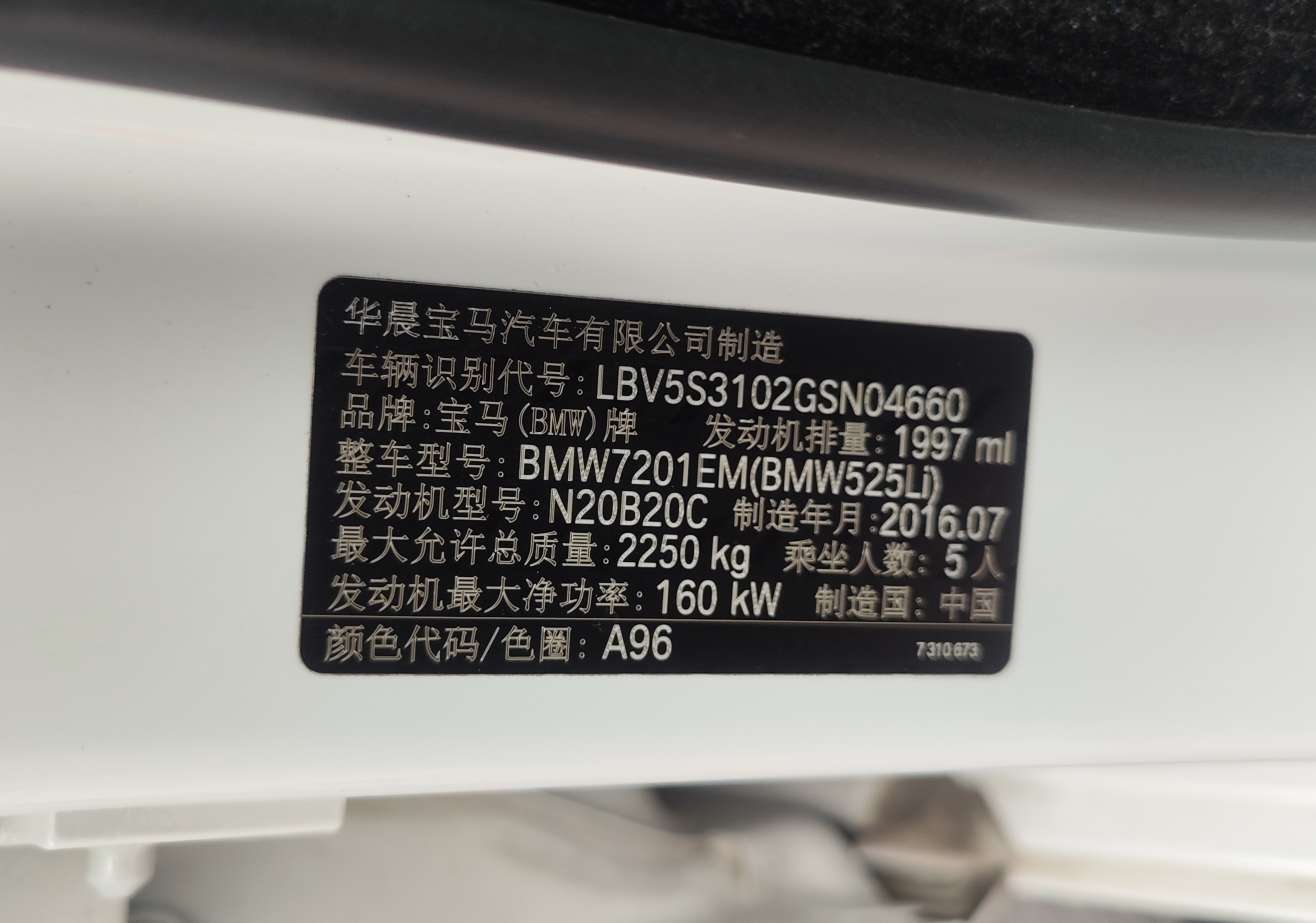 华晨宝马汽车有限公司制造
车辆识别代号: LBV5S3102GSN04660
品牌: 宝马(BMW)牌 发动机排量: 1997 ml
整车型号: BMW7201EM(BMW525Li)
发动机型号: N20B20C 制造年月: 2016.07
最大允许总质量: 2250 kg 乘坐人数: 5 人
发动机最大净功率: 160 kW 制造国: 中国
颜色代码/色圈: A96 7 310 673